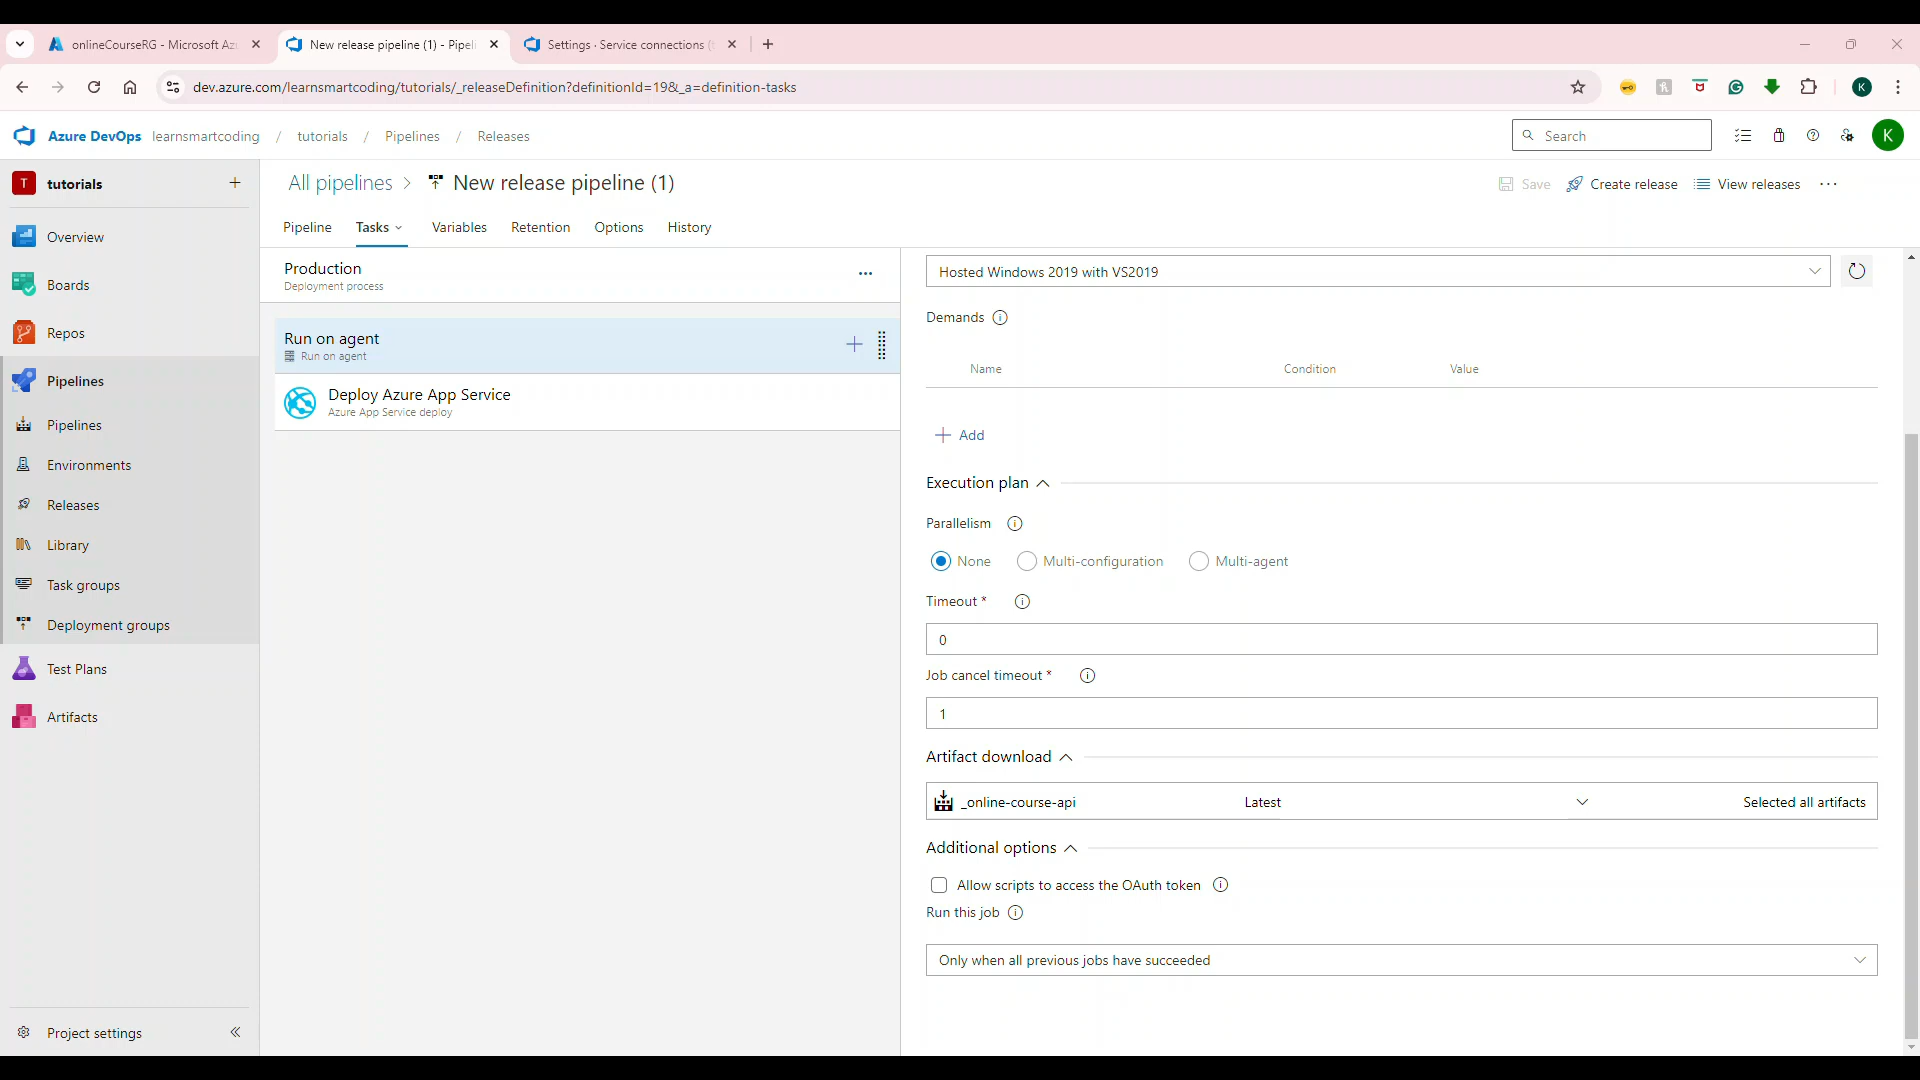 onlineCourseRG - Microsoft Az
New release pipeline (1) - Pipel
Settings · Service connections (t
dev.azure.com/learnsmartcoding/tutorials/_releaseDefinition?definitionId=19&_a=definition-tasks
K
Azure DevOps learnsmartcoding / tutorials / Pipelines / Releases
Search
K
T tutorials
Overview
Boards
Repos
Pipelines
Pipelines
Environments
Releases
Library
Task groups
Deployment groups
Test Plans
Artifacts
Project settings
All pipelines > New release pipeline (1)
Save Create release View releases
Pipeline Tasks Variables Retention Options History
Production
Deployment process
Run on agent
Run on agent
Deploy Azure App Service
Azure App Service deploy
Hosted Windows 2019 with VS2019
Demands
Name Condition Value
Add
Execution plan
Parallelism
None Multi-configuration Multi-agent
Timeout *
0
Job cancel timeout *
1
Artifact download
_online-course-api Latest Selected all artifacts
Additional options
Allow scripts to access the OAuth token
Run this job
Only when all previous jobs have succeeded